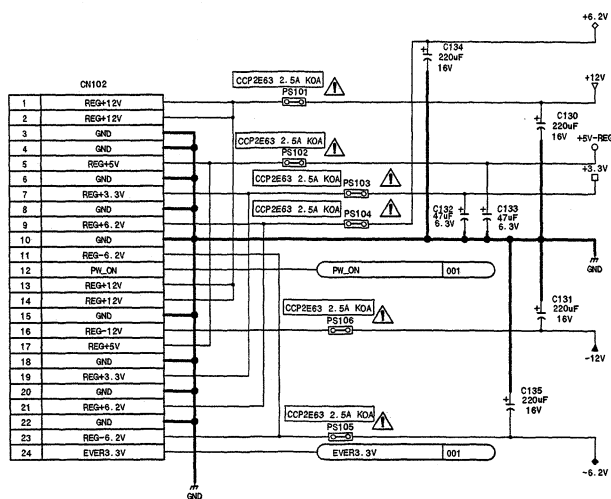 +6.2V
C134
220uF
16V
+12V
CN102
CCP2E63 2.5A KOA
PS101
1 REG+12V
2 REG+12V
3 GND
4 GND
5 REG+5V
6 GND
7 REG+3.3V
8 GND
9 REG+6.2V
10 GND
11 REG-6.2V
12 PW_ON
13 REG+12V
14 REG+12V
15 GND
16 REG-12V
17 REG+5V
18 GND
19 REG+3.3V
20 GND
21 REG+6.2V
22 GND
23 REG-6.2V
24 EVER3.3V
C130
220uF
16V
+5V-REG
CCP2E63 2.5A KOA
PS102
+3.3V
CCP2E63 2.5A KOA
PS103
CCP2E63 2.5A KOA
PS104
C132
47uF
6.3V
C133
47uF
6.3V
GND
PW_ON 001
CCP2E63 2.5A KOA
PS106
C131
220uF
16V
-12V
C135
220uF
16V
CCP2E63 2.5A KOA
PS105
EVER3.3V 001
-6.2V
GND